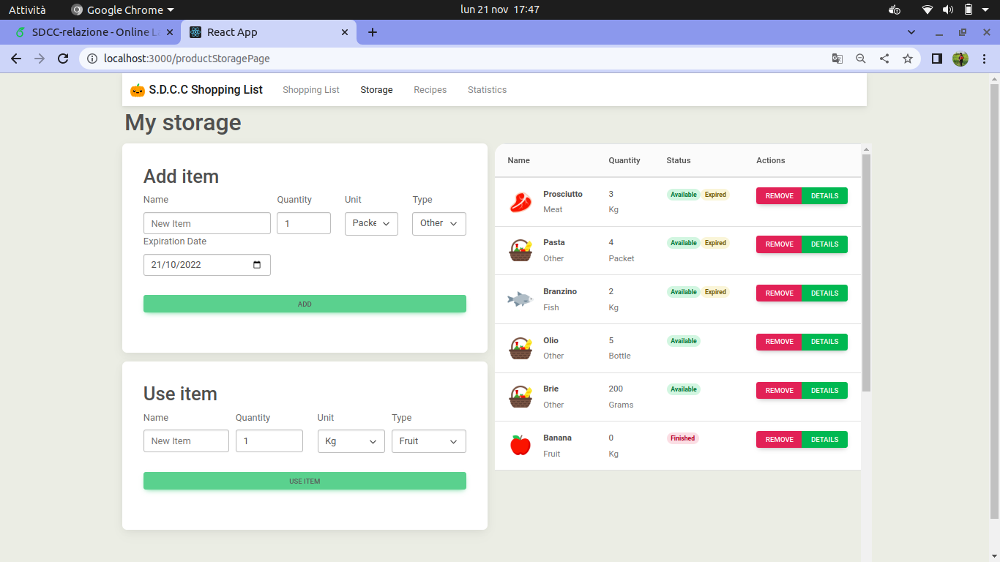 Attività
Google Chrome
lun 21 nov 17:47
SDCC-relazione - Online L
React App
localhost:3000/productStoragePage
S.D.C.C Shopping List
Shopping List
Storage
Recipes
Statistics
My storage
Add item
Name Quantity Unit Type
New Item 1 Packe Other
Expiration Date
21/10/2022
ADD
Use item
Name Quantity Unit Type
New Item 1 Kg Fruit
USE ITEM
Name Quantity Status Actions
Prosciutto 3 Available Expired REMOVE DETAILS
Meat Kg
Pasta 4 Available Expired REMOVE DETAILS
Other Packet
Branzino 2 Available Expired REMOVE DETAILS
Fish Kg
Olio 5 Available REMOVE DETAILS
Other Bottle
Brie 200 Available REMOVE DETAILS
Other Grams
Banana 0 Finished REMOVE DETAILS
Fruit Kg